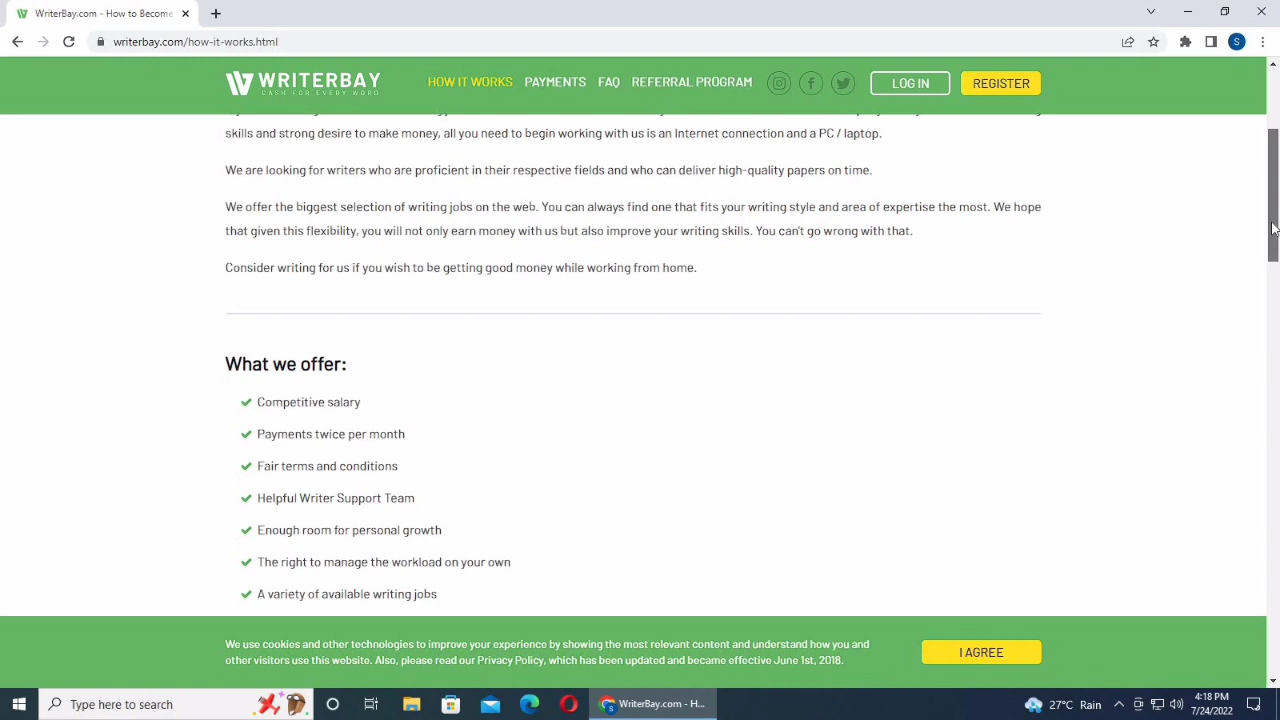 WriterBay.com - How to Become
writerbay.com/how-it-works.html
S
WRITERBAY
CASH FOR EVERY WORD
HOW IT WORKS
PAYMENTS
FAQ
REFERRAL PROGRAM
LOG IN
REGISTER
skills and strong desire to make money, all you need to begin working with us is an Internet connection and a PC / laptop.
We are looking for writers who are proficient in their respective fields and who can deliver high-quality papers on time.
We offer the biggest selection of writing jobs on the web. You can always find one that fits your writing style and area of expertise the most. We hope
that given this flexibility, you will not only earn money with us but also improve your writing skills. You can't go wrong with that.
Consider writing for us if you wish to be getting good money while working from home.
What we offer:
Competitive salary
Payments twice per month
Fair terms and conditions
Helpful Writer Support Team
Enough room for personal growth
The right to manage the workload on your own
A variety of available writing jobs
We use cookies and other technologies to improve your experience by showing the most relevant content and understand how you and
other visitors use this website. Also, please read our Privacy Policy, which has been updated and became effective June 1st, 2018.
I AGREE
Type here to search
WriterBay.com - H...
27°C Rain
4:18 PM
7/24/2022